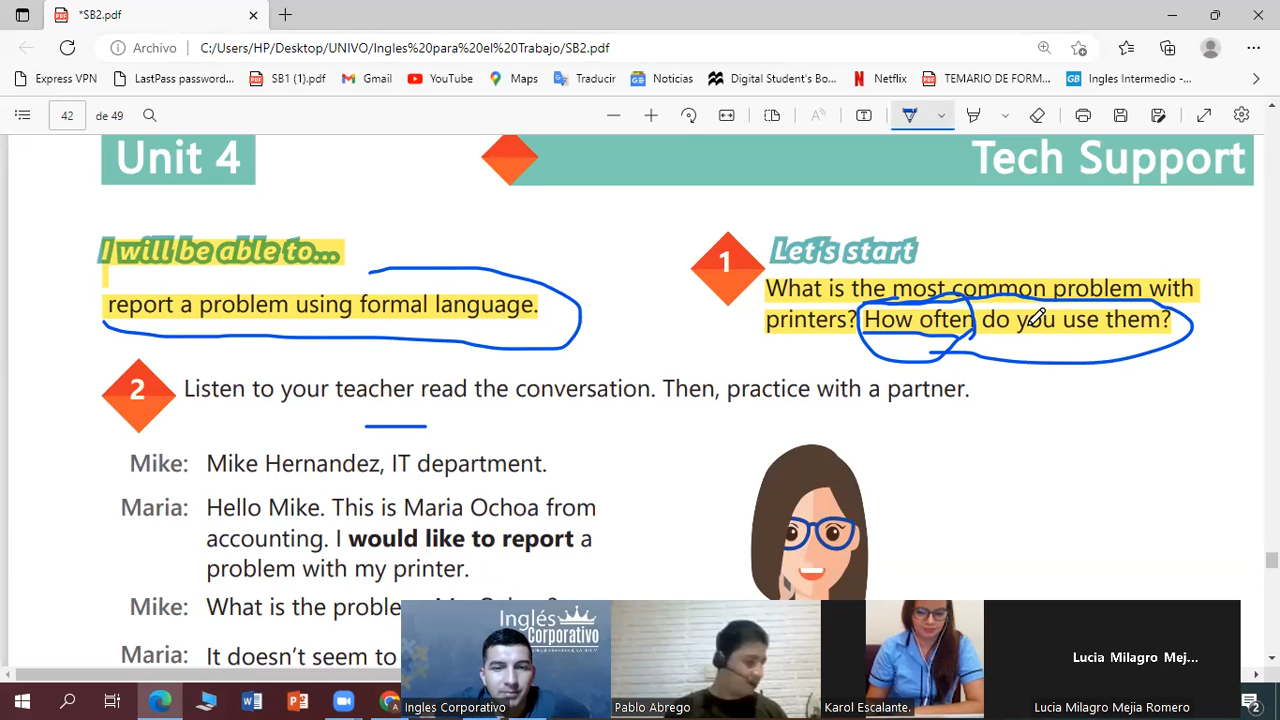 *SB2.pdf
Archivo
C:/Users/HP/Desktop/UNIVO/Ingles%20para%20el%20Trabajo/SB2.pdf
Express VPN
LastPass password...
SB1 (1).pdf
Gmail
YouTube
Maps
Traducir
Noticias
Digital Student's Bo...
Netflix
TEMARIO DE FORM...
Ingles Intermedio -...
42 de 49
Unit 4
Tech Support
I will be able to...
report a problem using formal language.
1
Let's start
What is the most common problem with
printers? How often do you use them?
2
Listen to your teacher read the conversation. Then, practice with a partner.
Mike: Mike Hernandez, IT department.
Maria: Hello Mike. This is Maria Ochoa from
accounting. I would like to report a
problem with my printer.
Mike: What is the proble
Maria: It doesn't seem to
Inglés
Corporativo
Ingles Corporativo
Pablo Abrego
Karol Escalante.
Lucia Milagro Mej...
Lucia Milagro Mejia Romero
2